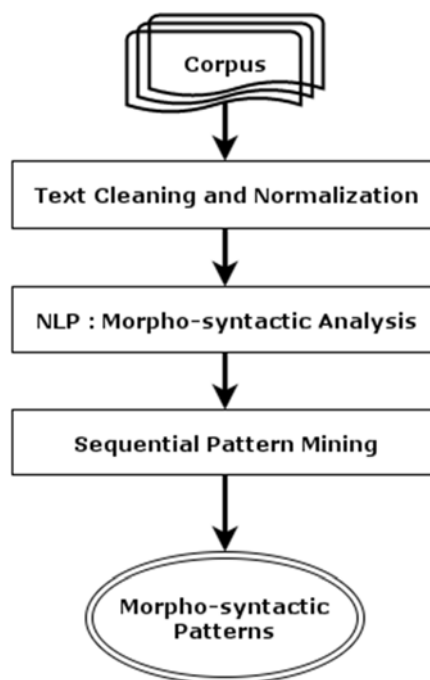 Corpus
Text Cleaning and Normalization
NLP : Morpho-syntactic Analysis
Sequential Pattern Mining
Morpho-syntactic
Patterns